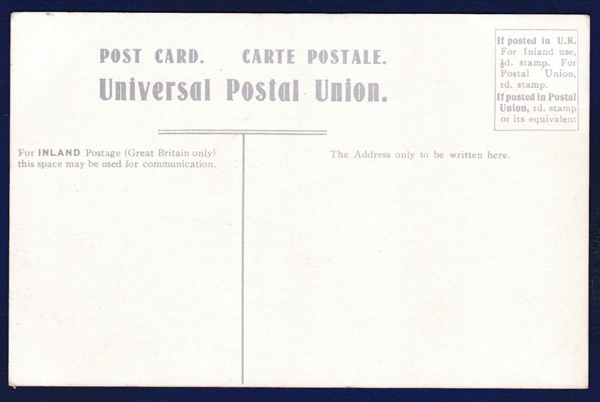 POST CARD. CARTE POSTALE.
Universal Postal Union.
If posted in U.K.
For Inland use,
½d. stamp. For
Postal Union,
1d. stamp.
If posted in Postal
Union, 1d. stamp
or its equivalent
For INLAND Postage (Great Britain only)
this space may be used for communication.
The Address only to be written here.